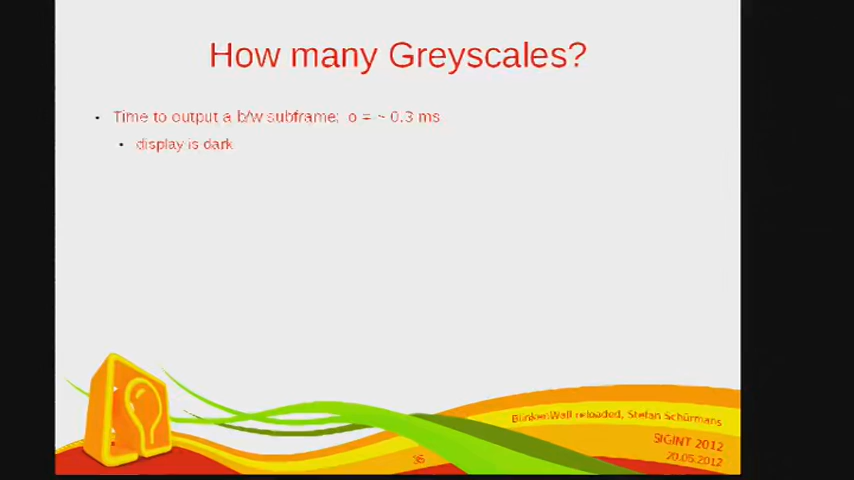 How many Greyscales?
• Time to output a b/w subframe: o = ~ 0.3 ms
• display is dark
BlinkenWall reloaded, Stefan Schürmans
SIGINT 2012
36
20.05.2012